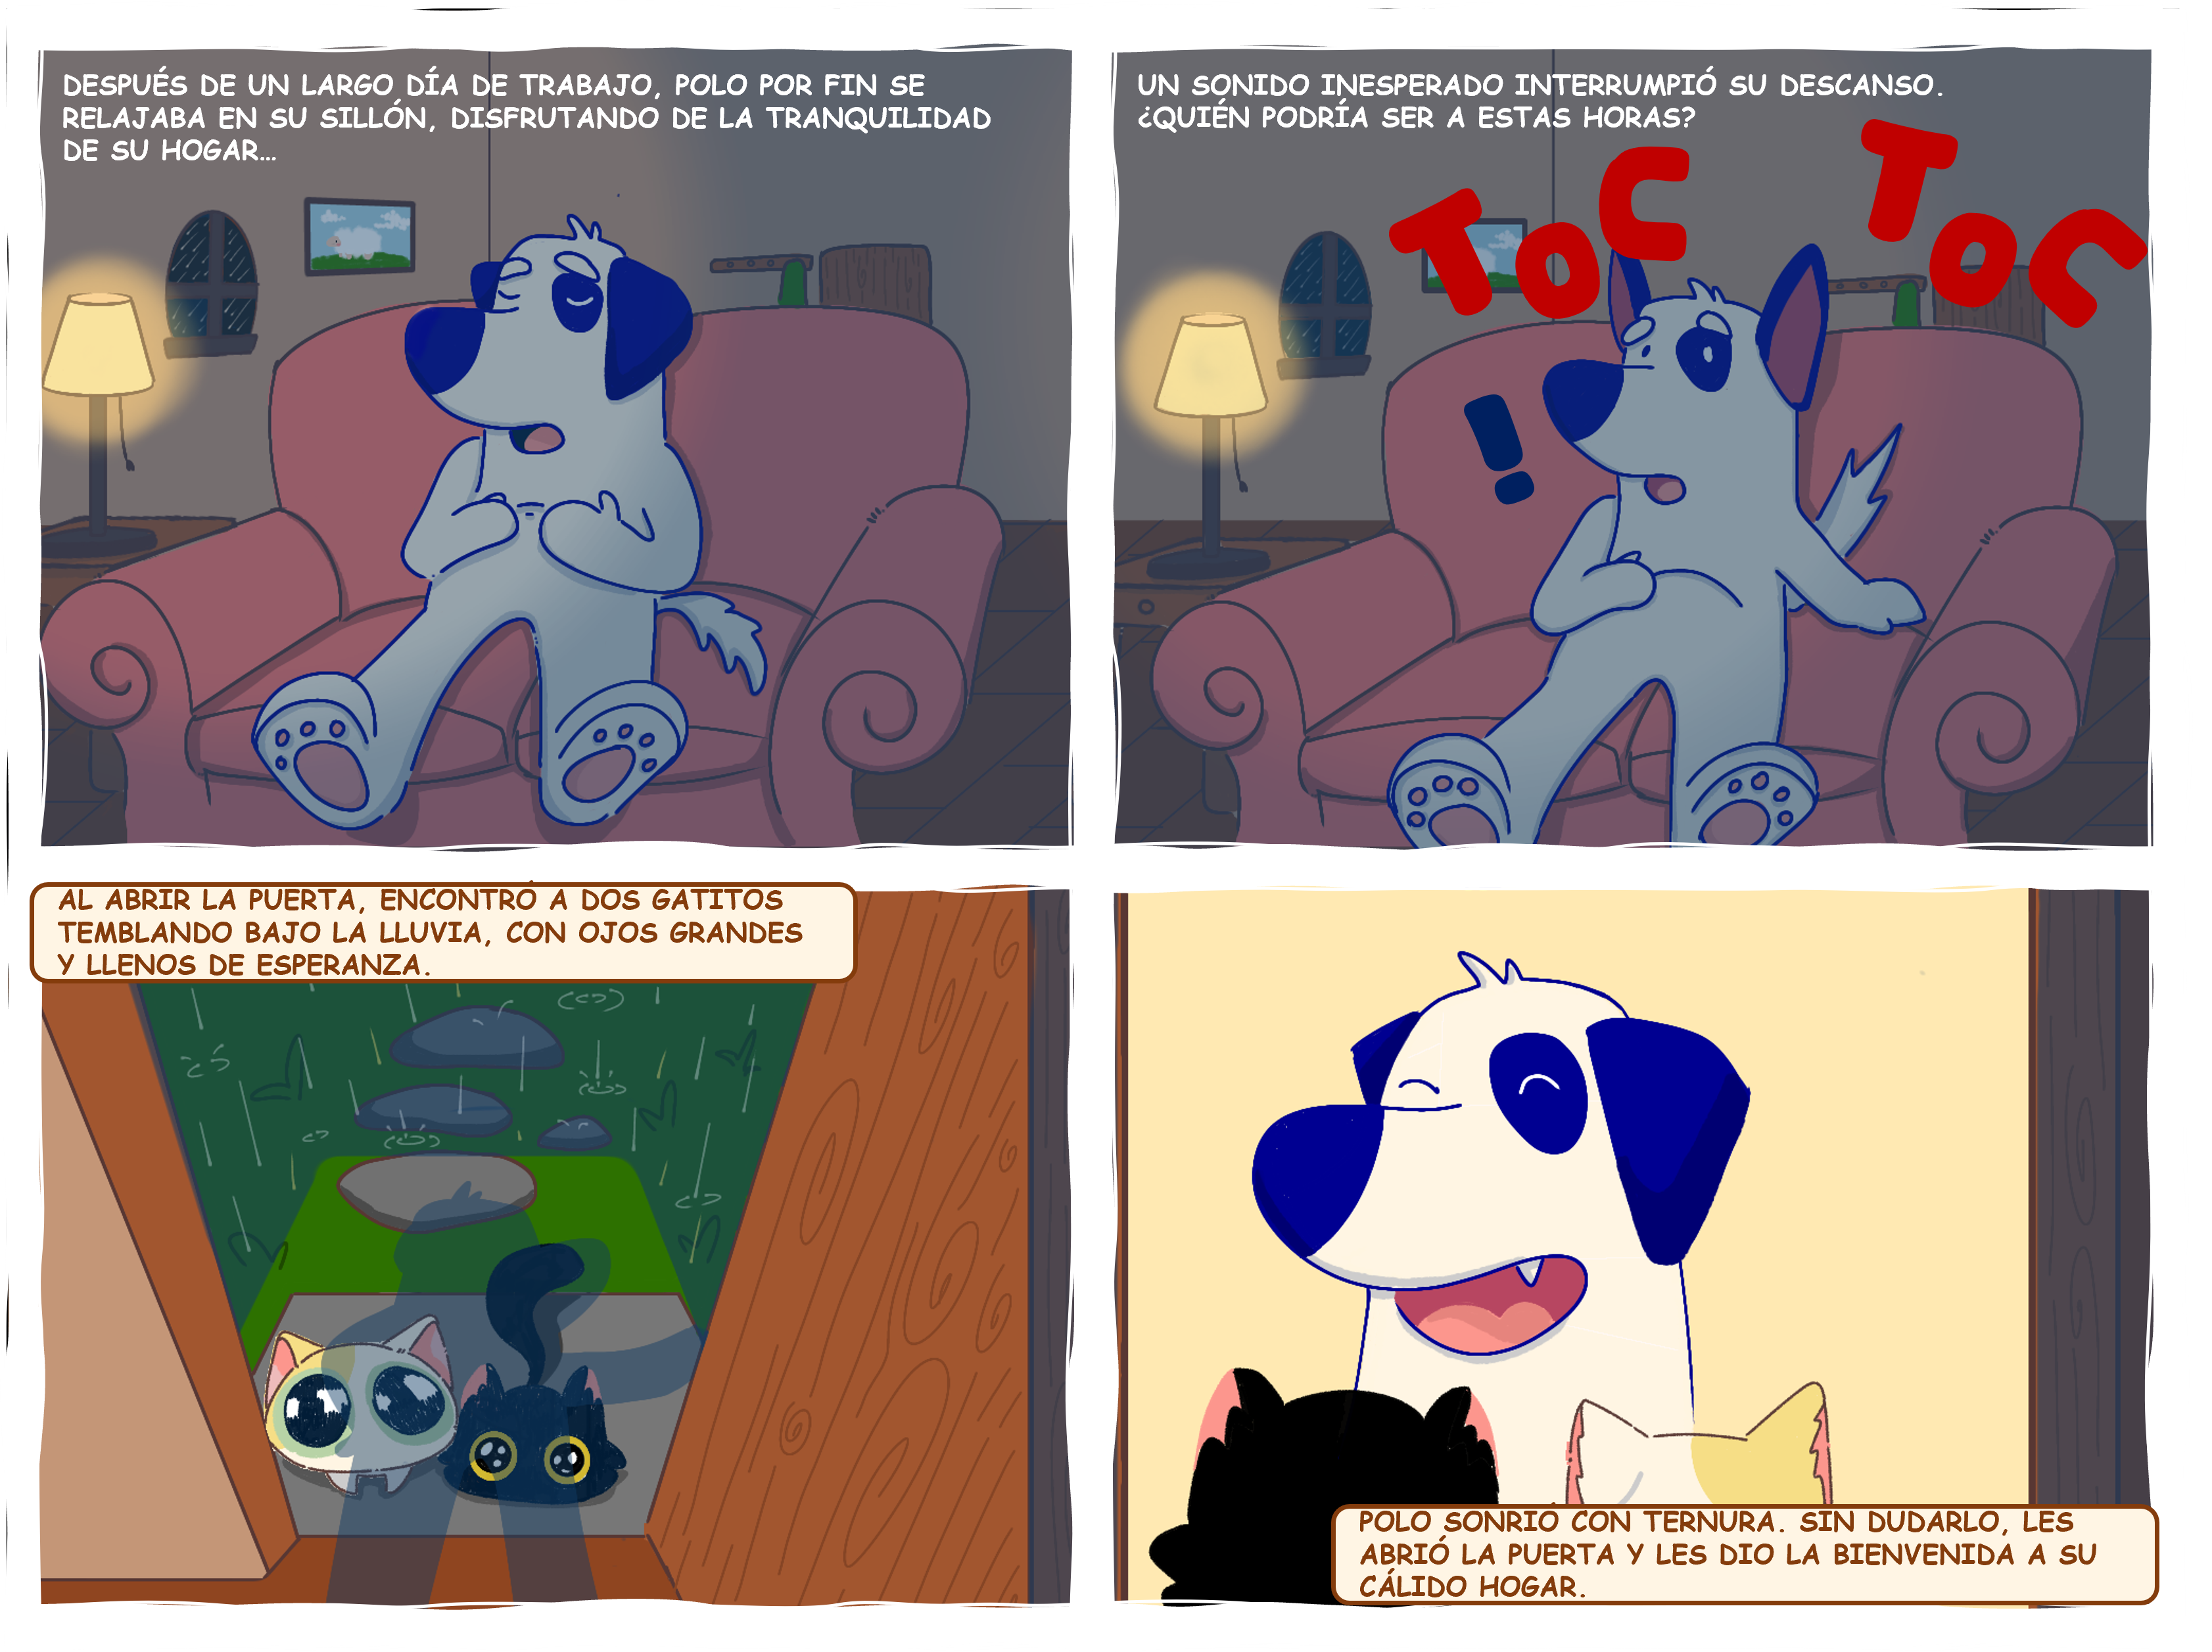 DESPUÉS DE UN LARGO DÍA DE TRABAJO, POLO POR FIN SE
RELAJABA EN SU SILLÓN, DISFRUTANDO DE LA TRANQUILIDAD
DE SU HOGAR...
UN SONIDO INESPERADO INTERRUMPIÓ SU DESCANSO.
¿QUIÉN PODRÍA SER A ESTAS HORAS?
TOC TOC
!
AL ABRIR LA PUERTA, ENCONTRÓ A DOS GATITOS
TEMBLANDO BAJO LA LLUVIA, CON OJOS GRANDES
Y LLENOS DE ESPERANZA.
POLO SONRIÓ CON TERNURA. SIN DUDARLO, LES
ABRIÓ LA PUERTA Y LES DIO LA BIENVENIDA A SU
CÁLIDO HOGAR.